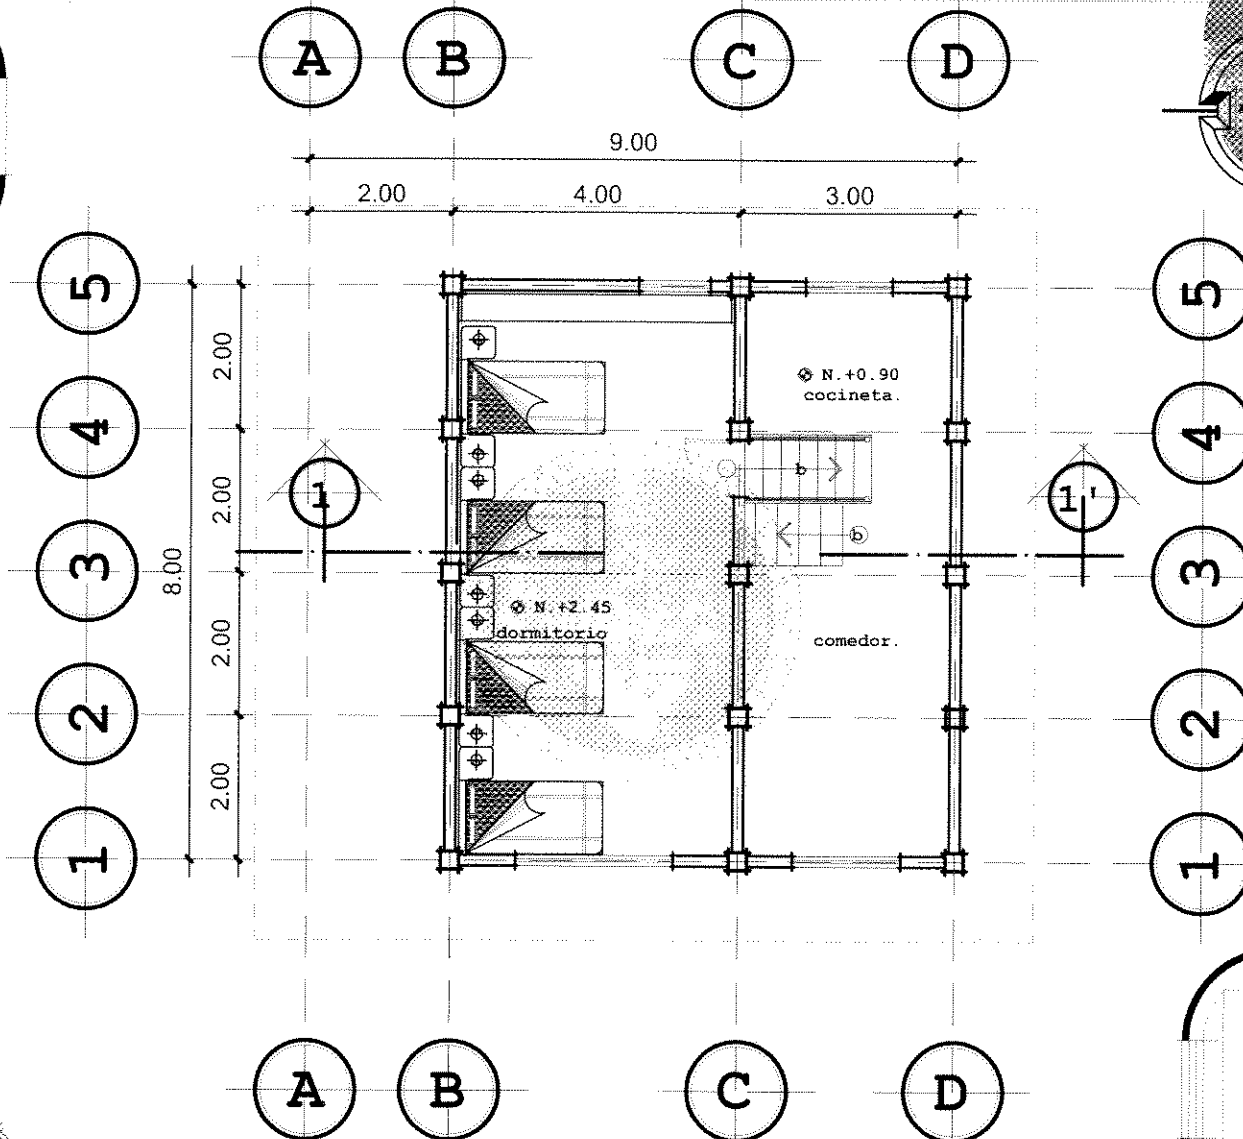 A B C D
9.00
2.00 4.00 3.00
5 5
2.00
N.+0.90
cocineta.
4 4
b
1 1'
2.00
b
3 3
8.00
N.+2.45
dormitorio
comedor.
2.00
2 2
2.00
1 1
A B C D